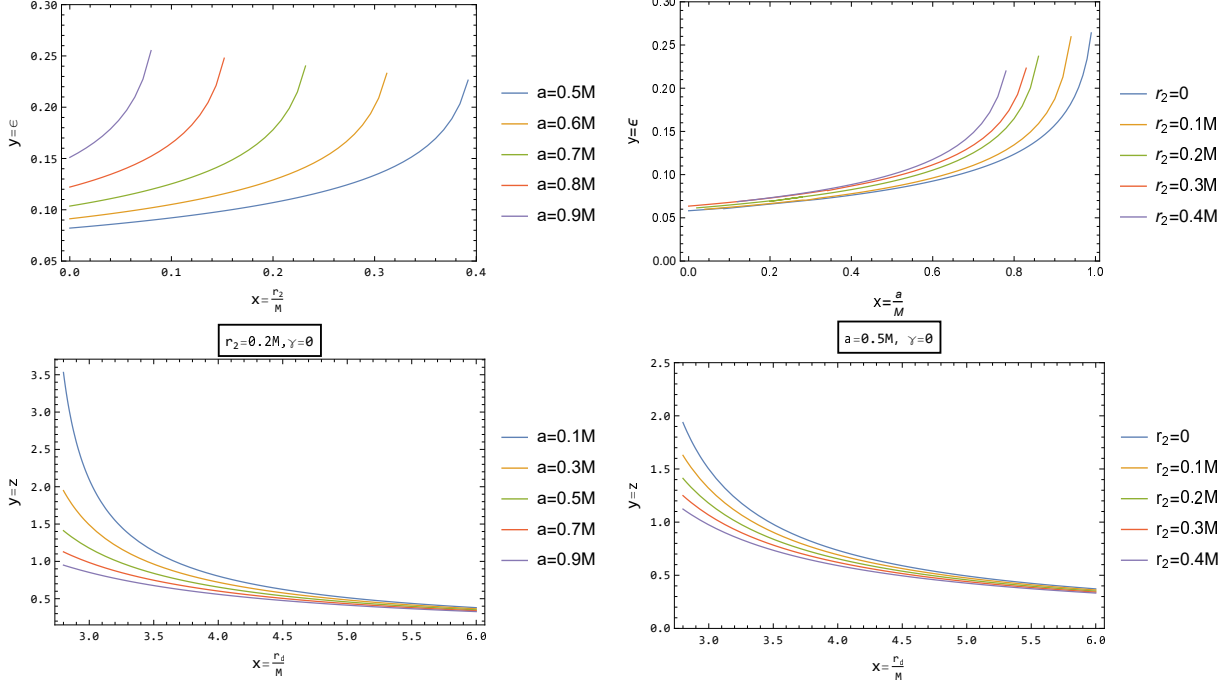 0.30
0.25
0.20
0.15
0.10
0.05
y=ϵ
0.0 0.1 0.2 0.3 0.4
x=r₂/M
a=0.5M
a=0.6M
a=0.7M
a=0.8M
a=0.9M
0.30
0.25
0.20
0.15
0.10
0.05
0.00
y=ϵ
0.0 0.2 0.4 0.6 0.8 1.0
x=a/M
r₂=0
r₂=0.1M
r₂=0.2M
r₂=0.3M
r₂=0.4M
r₂=0.2M,γ=0
3.5
3.0
2.5
2.0
1.5
1.0
0.5
y=z
3.0 3.5 4.0 4.5 5.0 5.5 6.0
x=r_d/M
a=0.1M
a=0.3M
a=0.5M
a=0.7M
a=0.9M
a=0.5M, γ=0
2.5
2.0
1.5
1.0
0.5
0.0
y=z
3.0 3.5 4.0 4.5 5.0 5.5 6.0
x=r_d/M
r₂=0
r₂=0.1M
r₂=0.2M
r₂=0.3M
r₂=0.4M